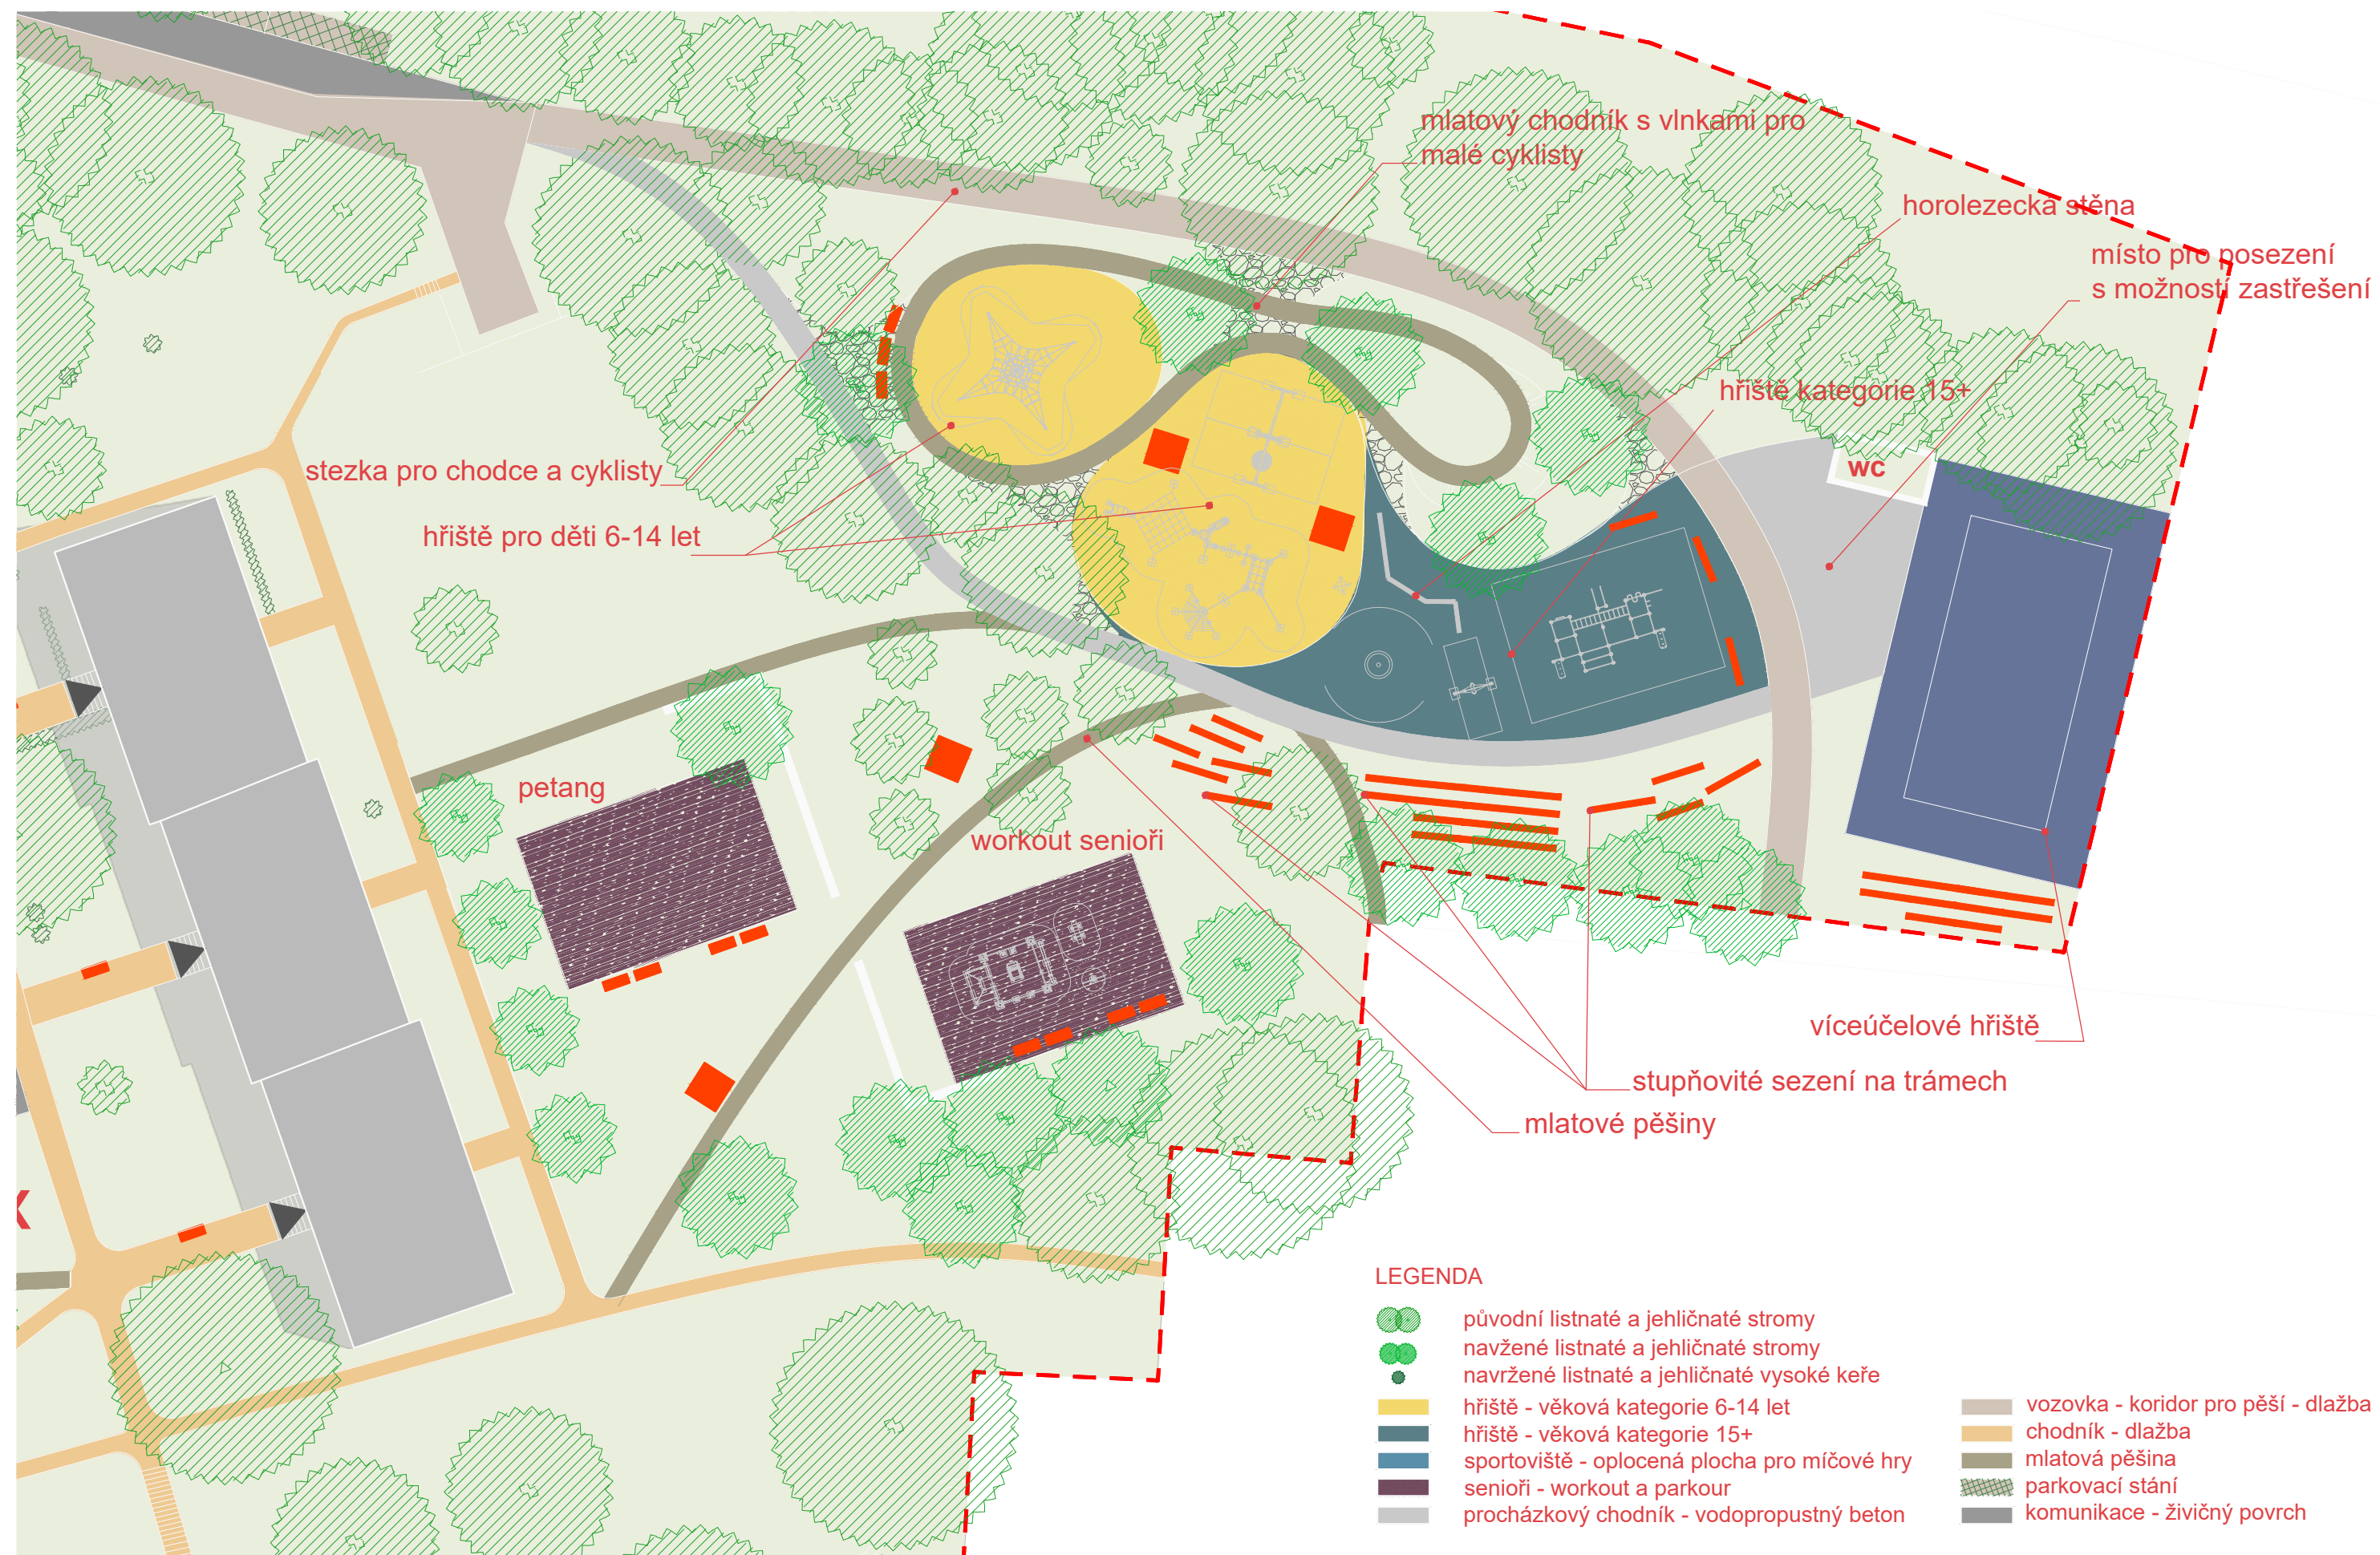 mlatový chodník s vlnkami pro
malé cyklisty
horolezecká stěna
místo pro posezení
s možností zastřešení
hřiště kategorie 15+
stezka pro chodce a cyklisty
wc
hřiště pro děti 6-14 let
petang
workout senioři
víceúčelové hřiště
stupňovité sezení na trámech
mlatové pěšiny
LEGENDA
původní listnaté a jehličnaté stromy
navžené listnaté a jehličnaté stromy
navržené listnaté a jehličnaté vysoké keře
hřiště - věková kategorie 6-14 let
hřiště - věková kategorie 15+
sportoviště - oplocená plocha pro míčové hry
senioři - workout a parkour
procházkový chodník - vodopropustný beton
vozovka - koridor pro pěší - dlažba
chodník - dlažba
mlatová pěšina
parkovací stání
komunikace - živičný povrch